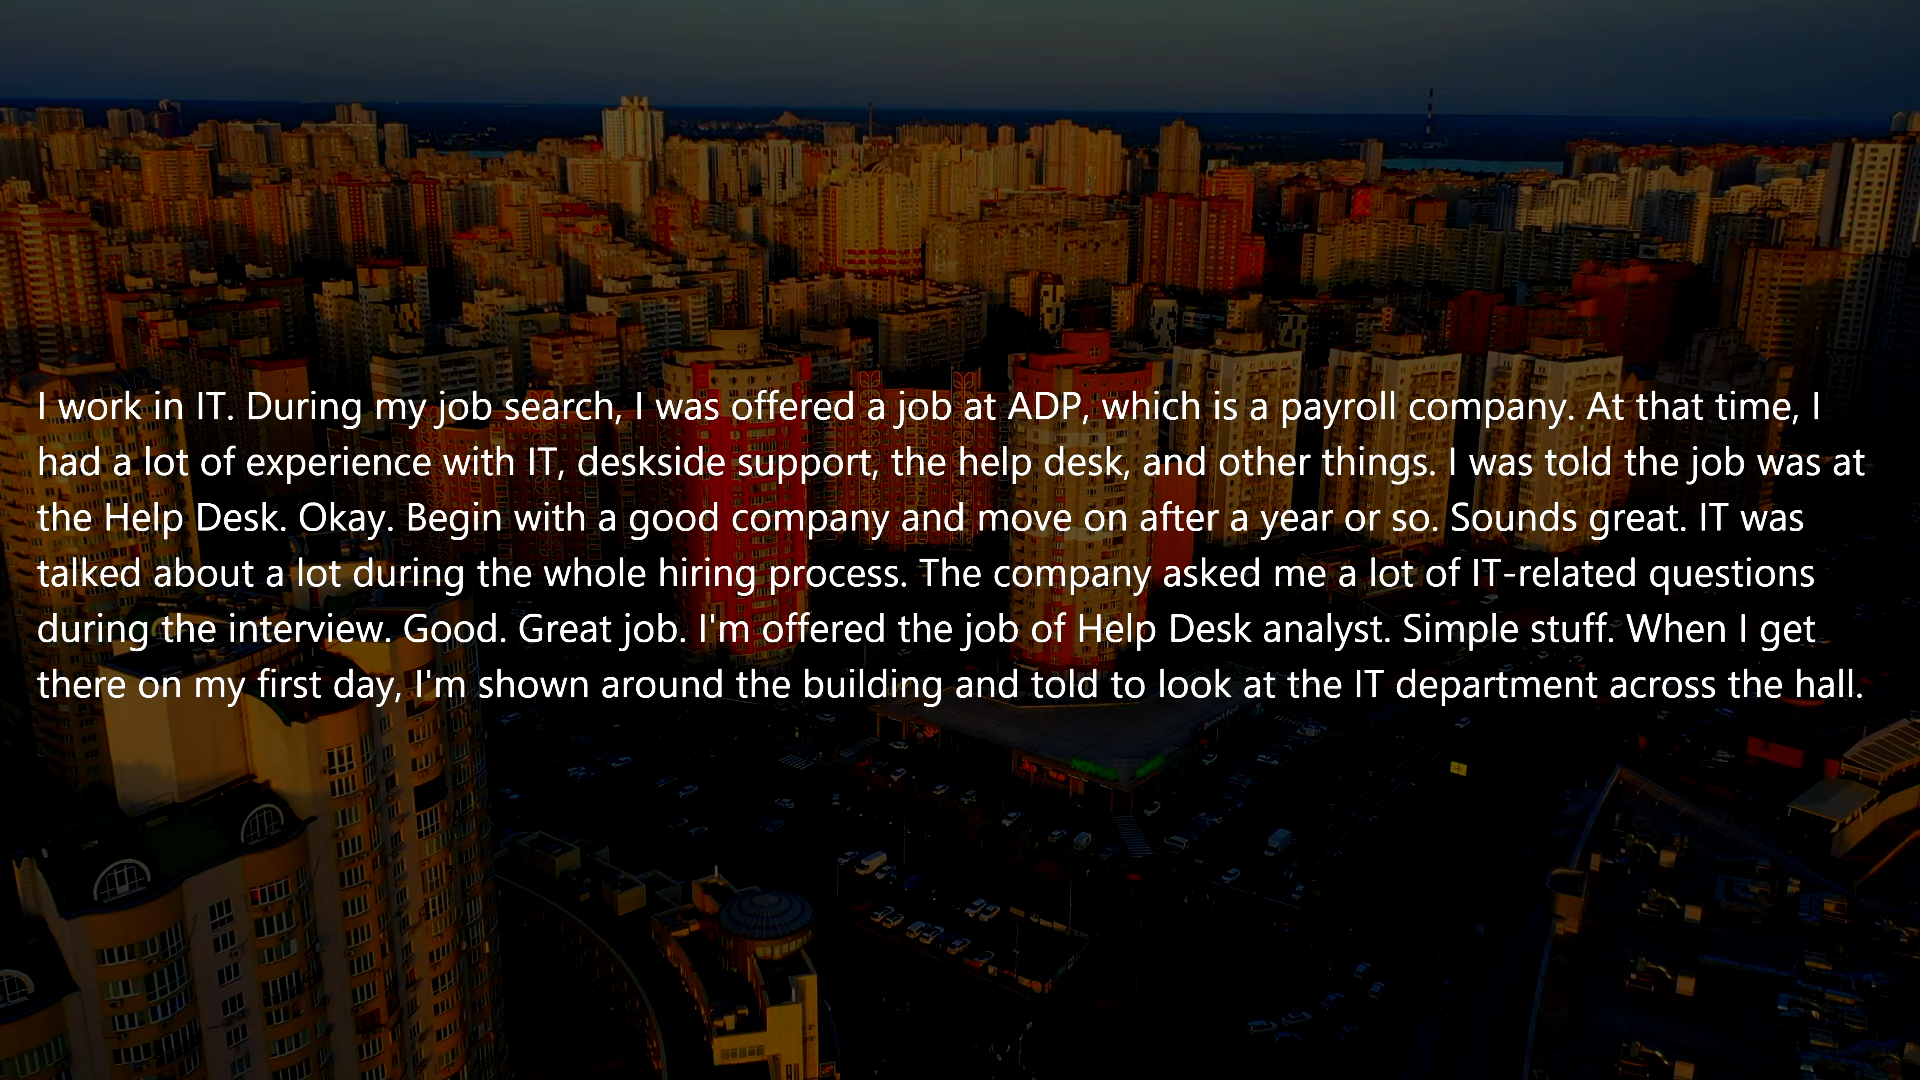 I work in IT. During my job search, I was offered a job at ADP, which is a payroll company. At that time, I
had a lot of experience with IT, deskside support, the help desk, and other things. I was told the job was at
the Help Desk. Okay. Begin with a good company and move on after a year or so. Sounds great. IT was
talked about a lot during the whole hiring process. The company asked me a lot of IT-related questions
during the interview. Good. Great job. I'm offered the job of Help Desk analyst. Simple stuff. When I get
there on my first day, I'm shown around the building and told to look at the IT department across the hall.